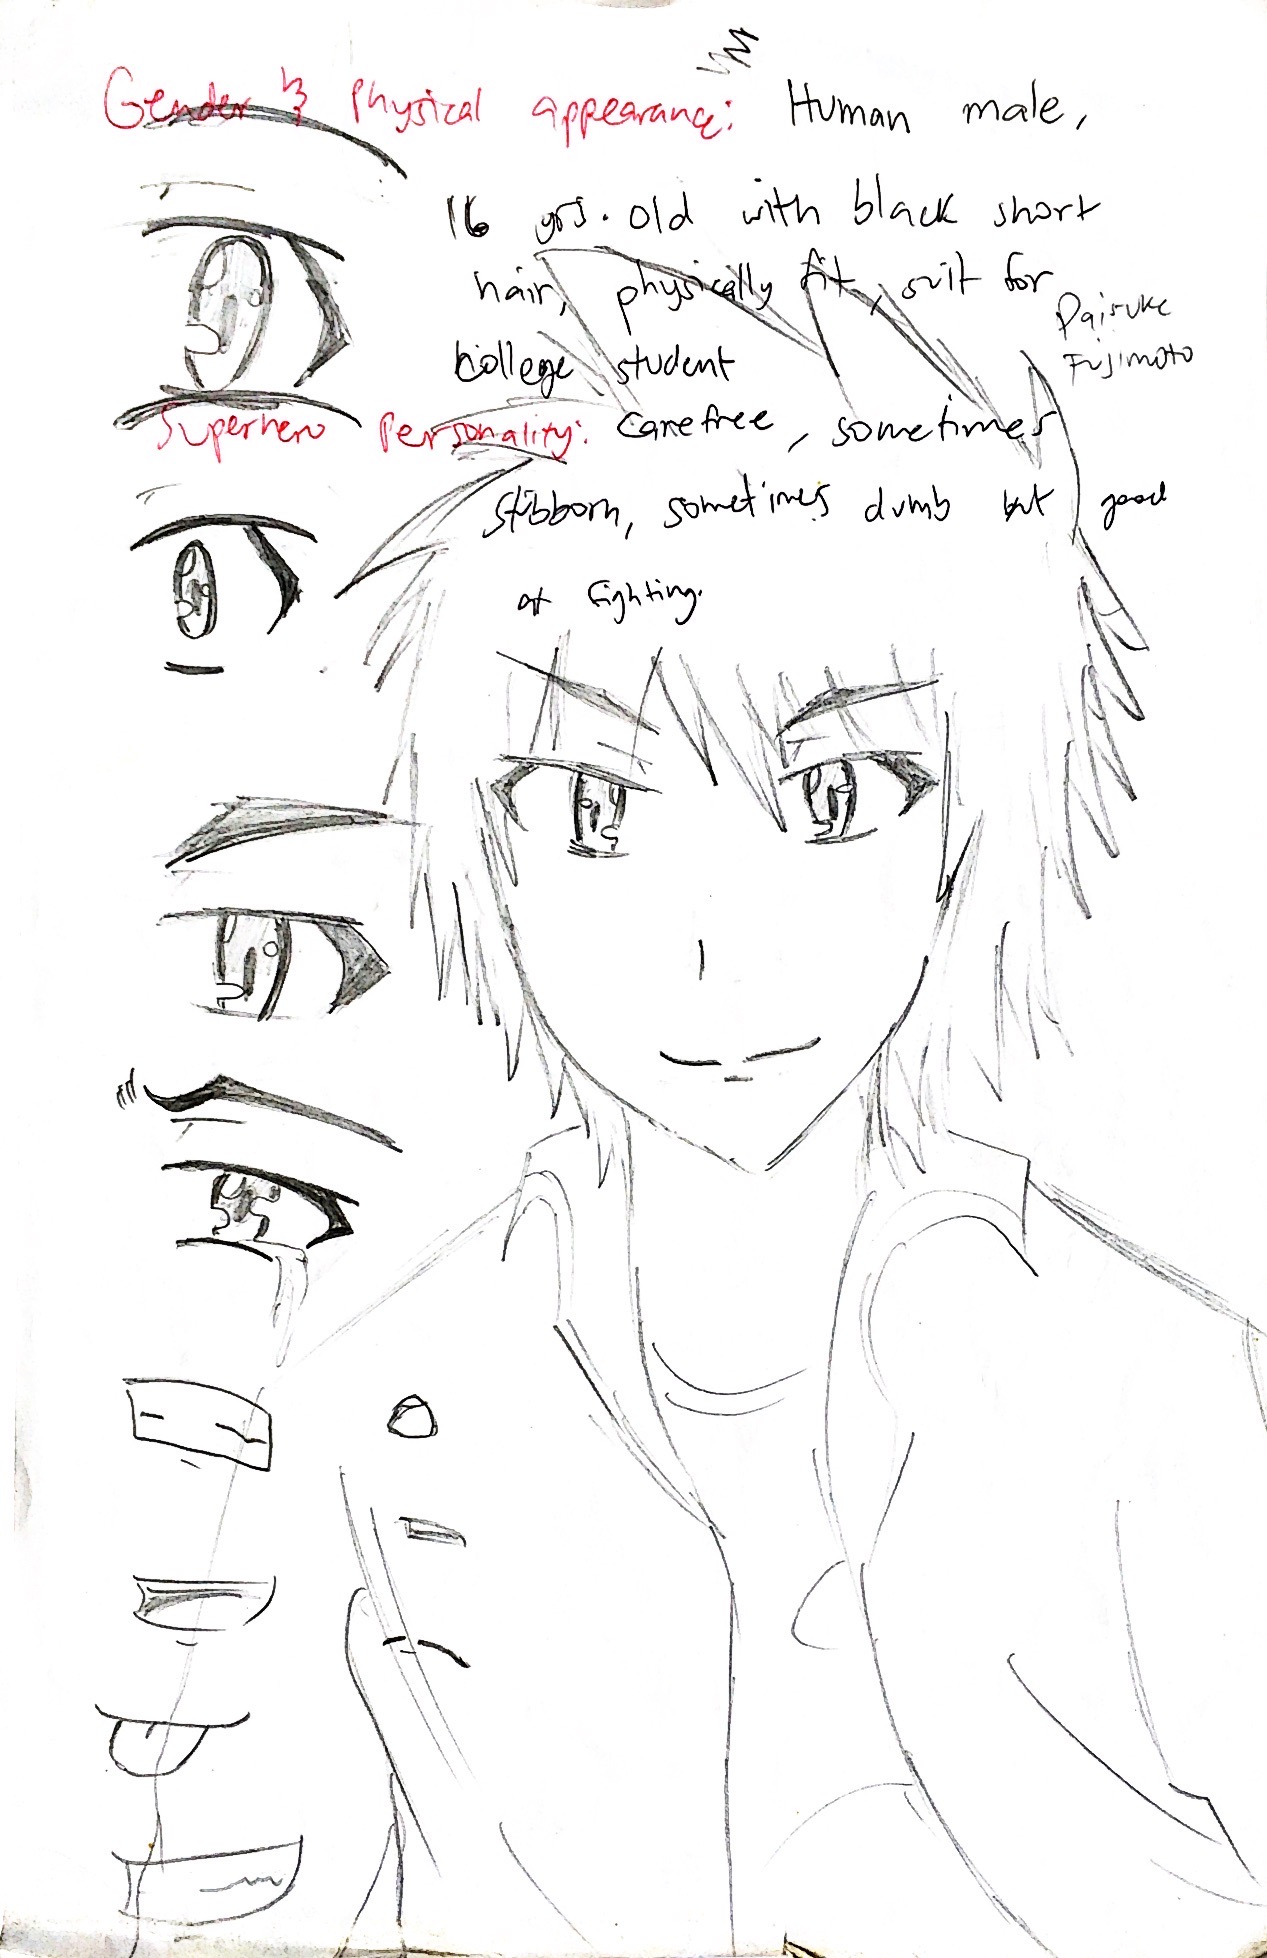 Gender & Physical appearance: Human male,
16 yrs. old with black short
hair, physically fit, suit for
college student
Daisuke
Fujimoto
Superhero Personality: Carefree, sometimes
stibborn, sometimes dumb but good
at fighting.